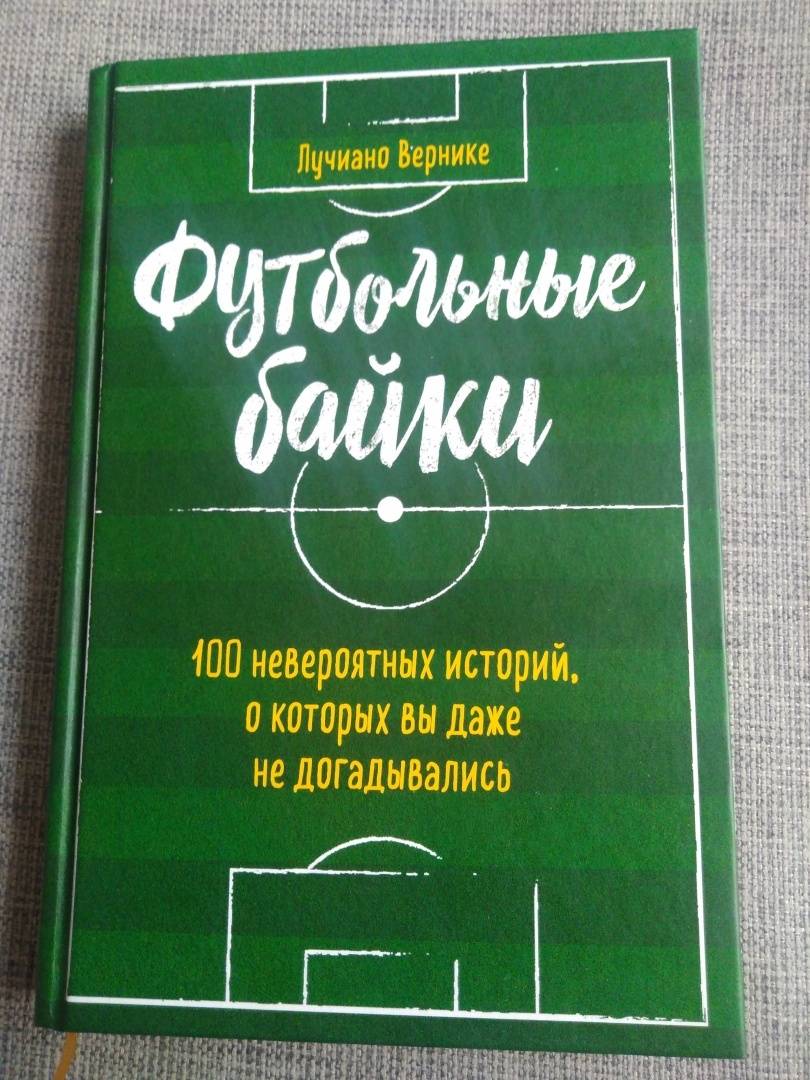 Лучиано Вернике
Футбольные
байки
100 невероятных историй,
о которых вы даже
не догадывались